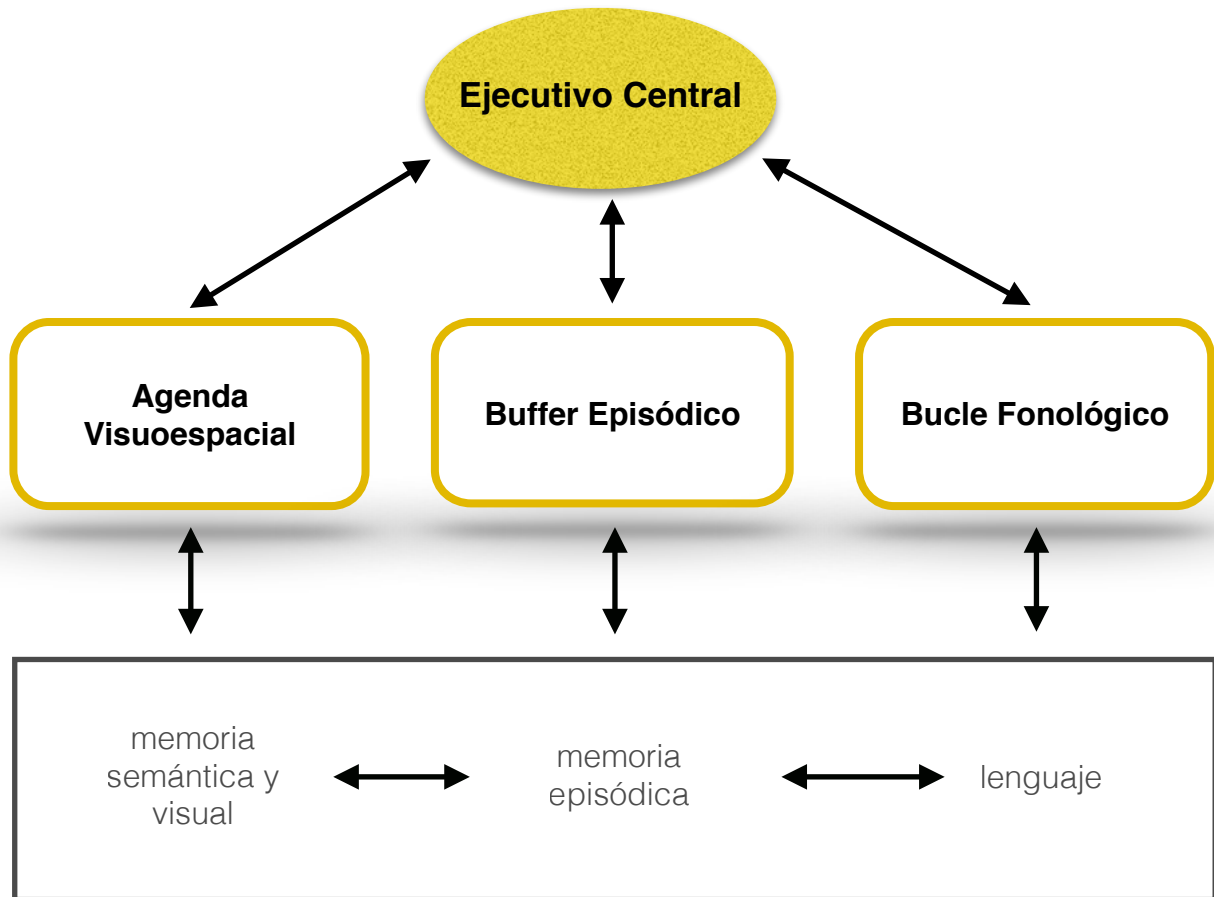 Ejecutivo Central
Agenda
Visuoespacial
Buffer Episódico
Bucle Fonológico
memoria
semántica y
visual
memoria
episódica
lenguaje